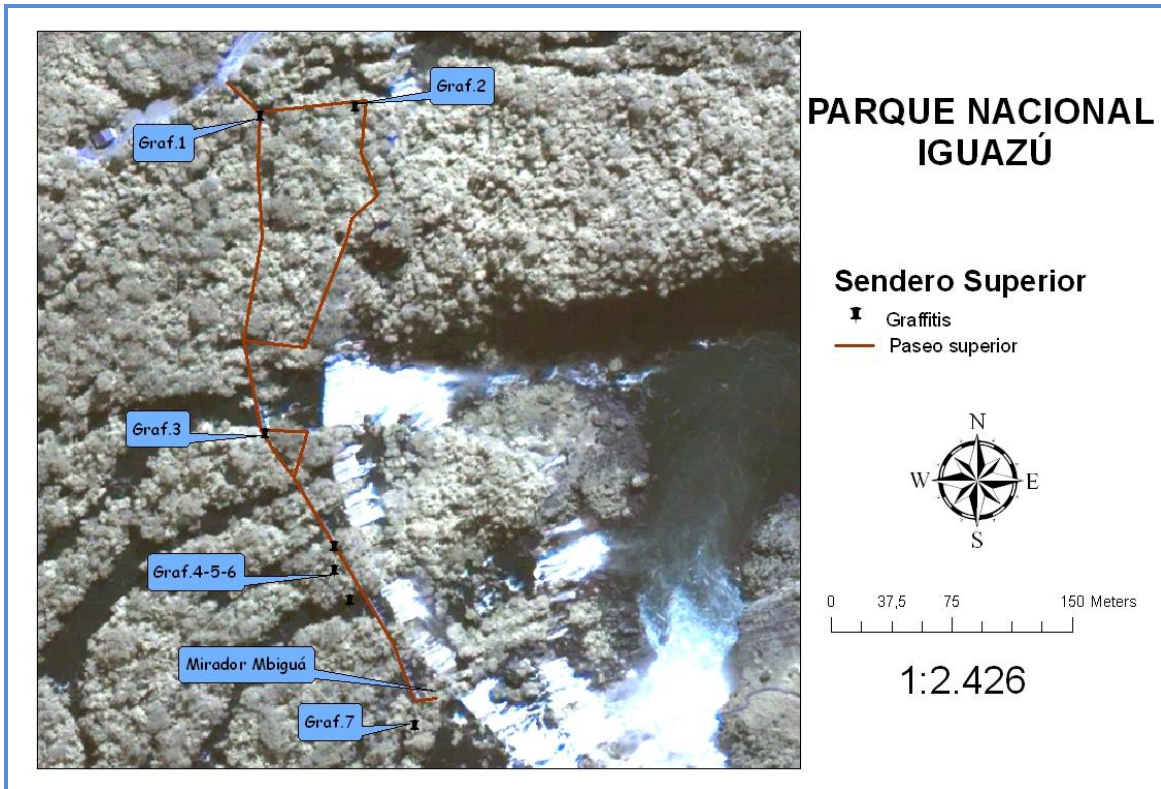 Graf.2
Graf.1
Graf.3
Graf.4-5-6
Mirador Mbiguá
Graf.7
PARQUE NACIONAL
IGUAZÚ
Sendero Superior
Graffitis
Paseo superior
N
W E
S
0 37,5 75 150 Meters
1:2.426